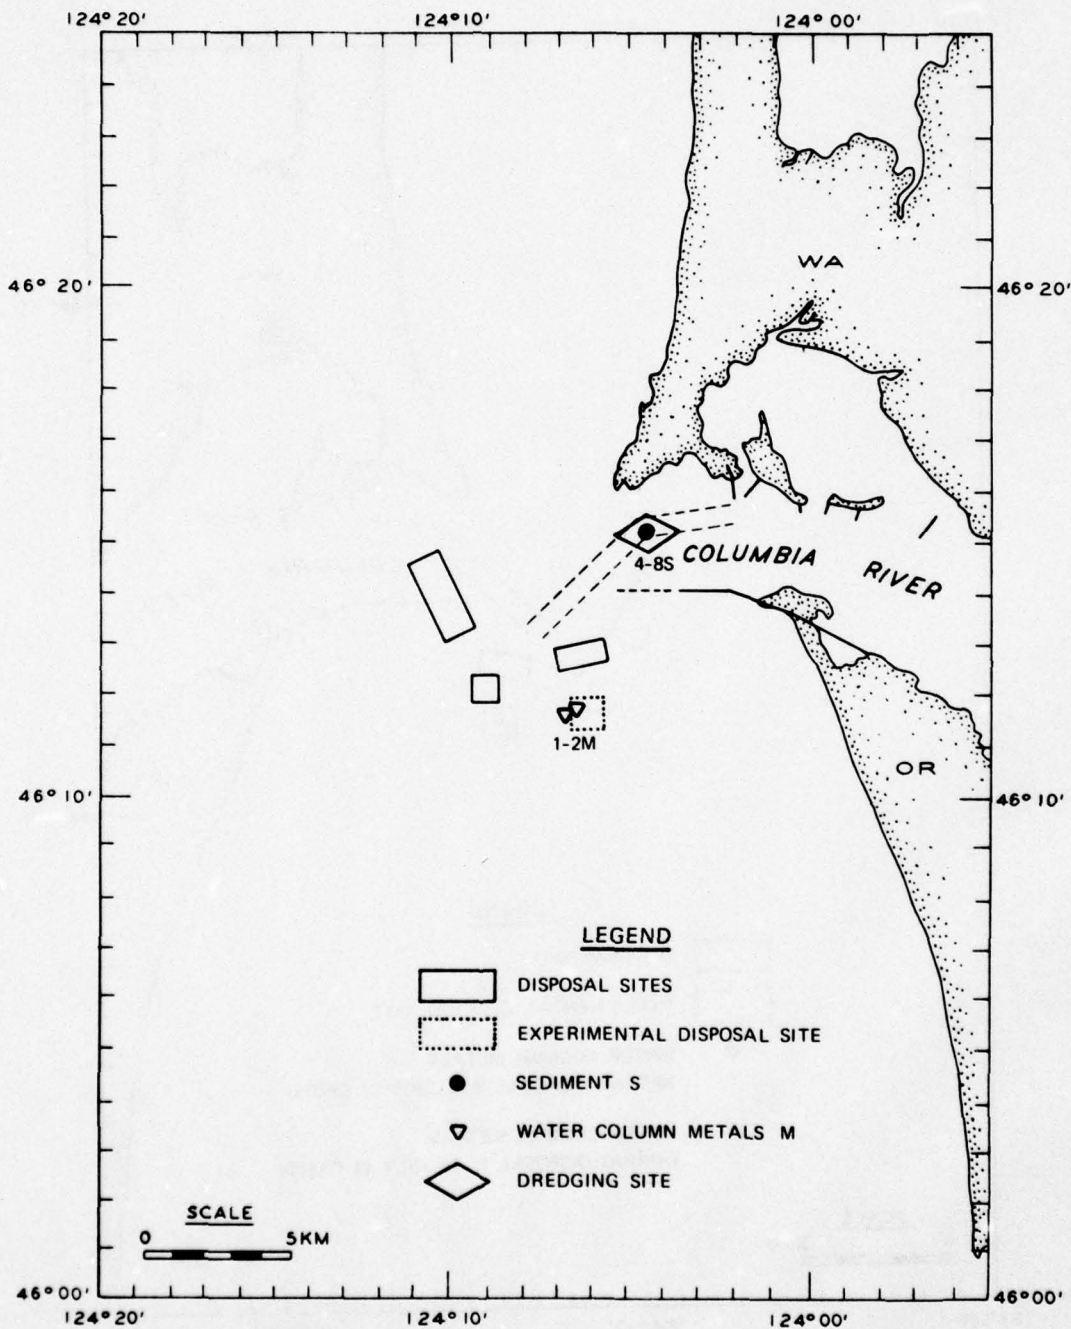 124° 20'
124° 10'
124° 00'
WA
46° 20'
46° 20'
4-8S
COLUMBIA
RIVER
1-2M
OR
46° 10'
46° 10'
LEGEND
DISPOSAL SITES
EXPERIMENTAL DISPOSAL SITE
SEDIMENT S
WATER COLUMN METALS M
DREDGING SITE
SCALE
0 5KM
46° 00'
46° 00'
124° 20'
124° 10'
124° 00'